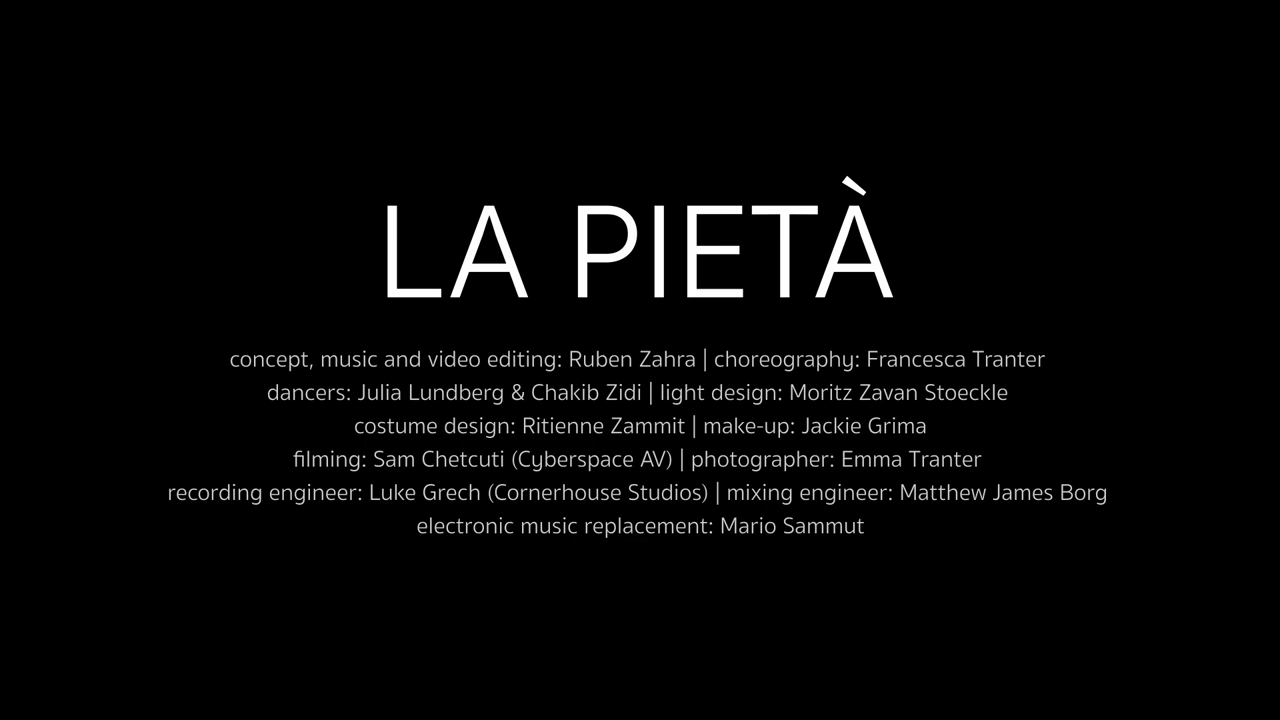 LA PIETÀ
concept, music and video editing: Ruben Zahra | choreography: Francesca Tranter
dancers: Julia Lundberg & Chakib Zidi | light design: Moritz Zavan Stoeckle
costume design: Ritienne Zammit | make-up: Jackie Grima
filming: Sam Chetcuti (Cyberspace AV) | photographer: Emma Tranter
recording engineer: Luke Grech (Cornerhouse Studios) | mixing engineer: Matthew James Borg
electronic music replacement: Mario Sammut